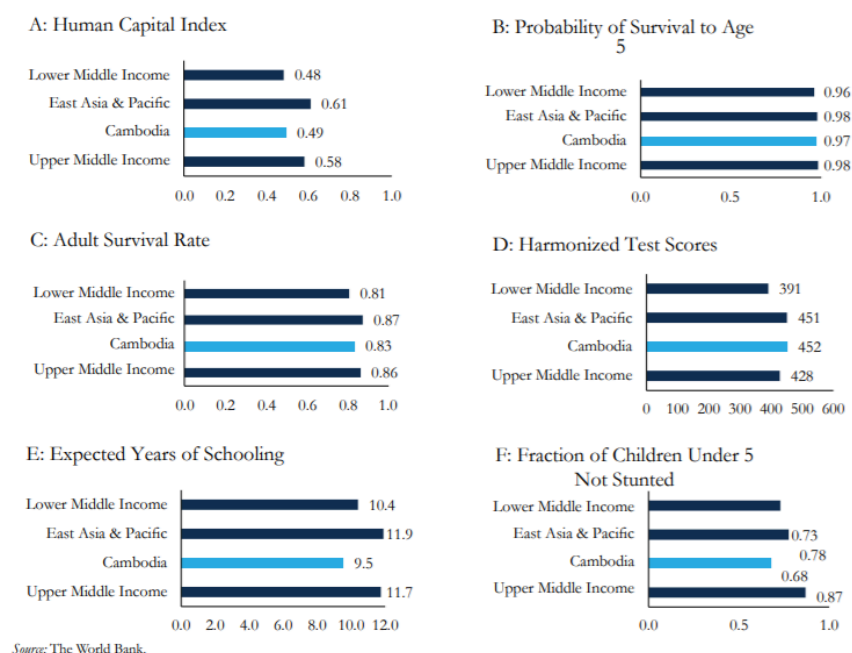 A: Human Capital Index
Lower Middle Income 0.48
East Asia & Pacific 0.61
Cambodia 0.49
Upper Middle Income 0.58
0.0 0.2 0.4 0.6 0.8 1.0
B: Probability of Survival to Age
5
Lower Middle Income 0.96
East Asia & Pacific 0.98
Cambodia 0.97
Upper Middle Income 0.98
0.0 0.5 1.0
C: Adult Survival Rate
Lower Middle Income 0.81
East Asia & Pacific 0.87
Cambodia 0.83
Upper Middle Income 0.86
0.0 0.2 0.4 0.6 0.8 1.0
D: Harmonized Test Scores
Lower Middle Income 391
East Asia & Pacific 451
Cambodia 452
Upper Middle Income 428
0 100 200 300 400 500 600
E: Expected Years of Schooling
Lower Middle Income 10.4
East Asia & Pacific 11.9
Cambodia 9.5
Upper Middle Income 11.7
0.0 2.0 4.0 6.0 8.0 10.0 12.0
F: Fraction of Children Under 5
Not Stunted
Lower Middle Income
East Asia & Pacific 0.73
Cambodia 0.78
0.68
Upper Middle Income 0.87
0.0 0.5 1.0
Source: The World Bank.